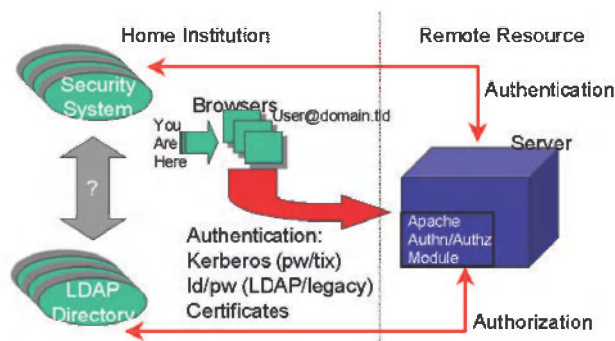 Home Institution
Remote Resource
Security
System
Browsers
User@domain.tld
You
Are
Here
Authentication
Server
?
Apache
Authn/Authz
Module
Authentication:
Kerberos (pw/tix)
Id/pw (LDAP/legacy)
Certificates
LDAP
Directory
Authorization